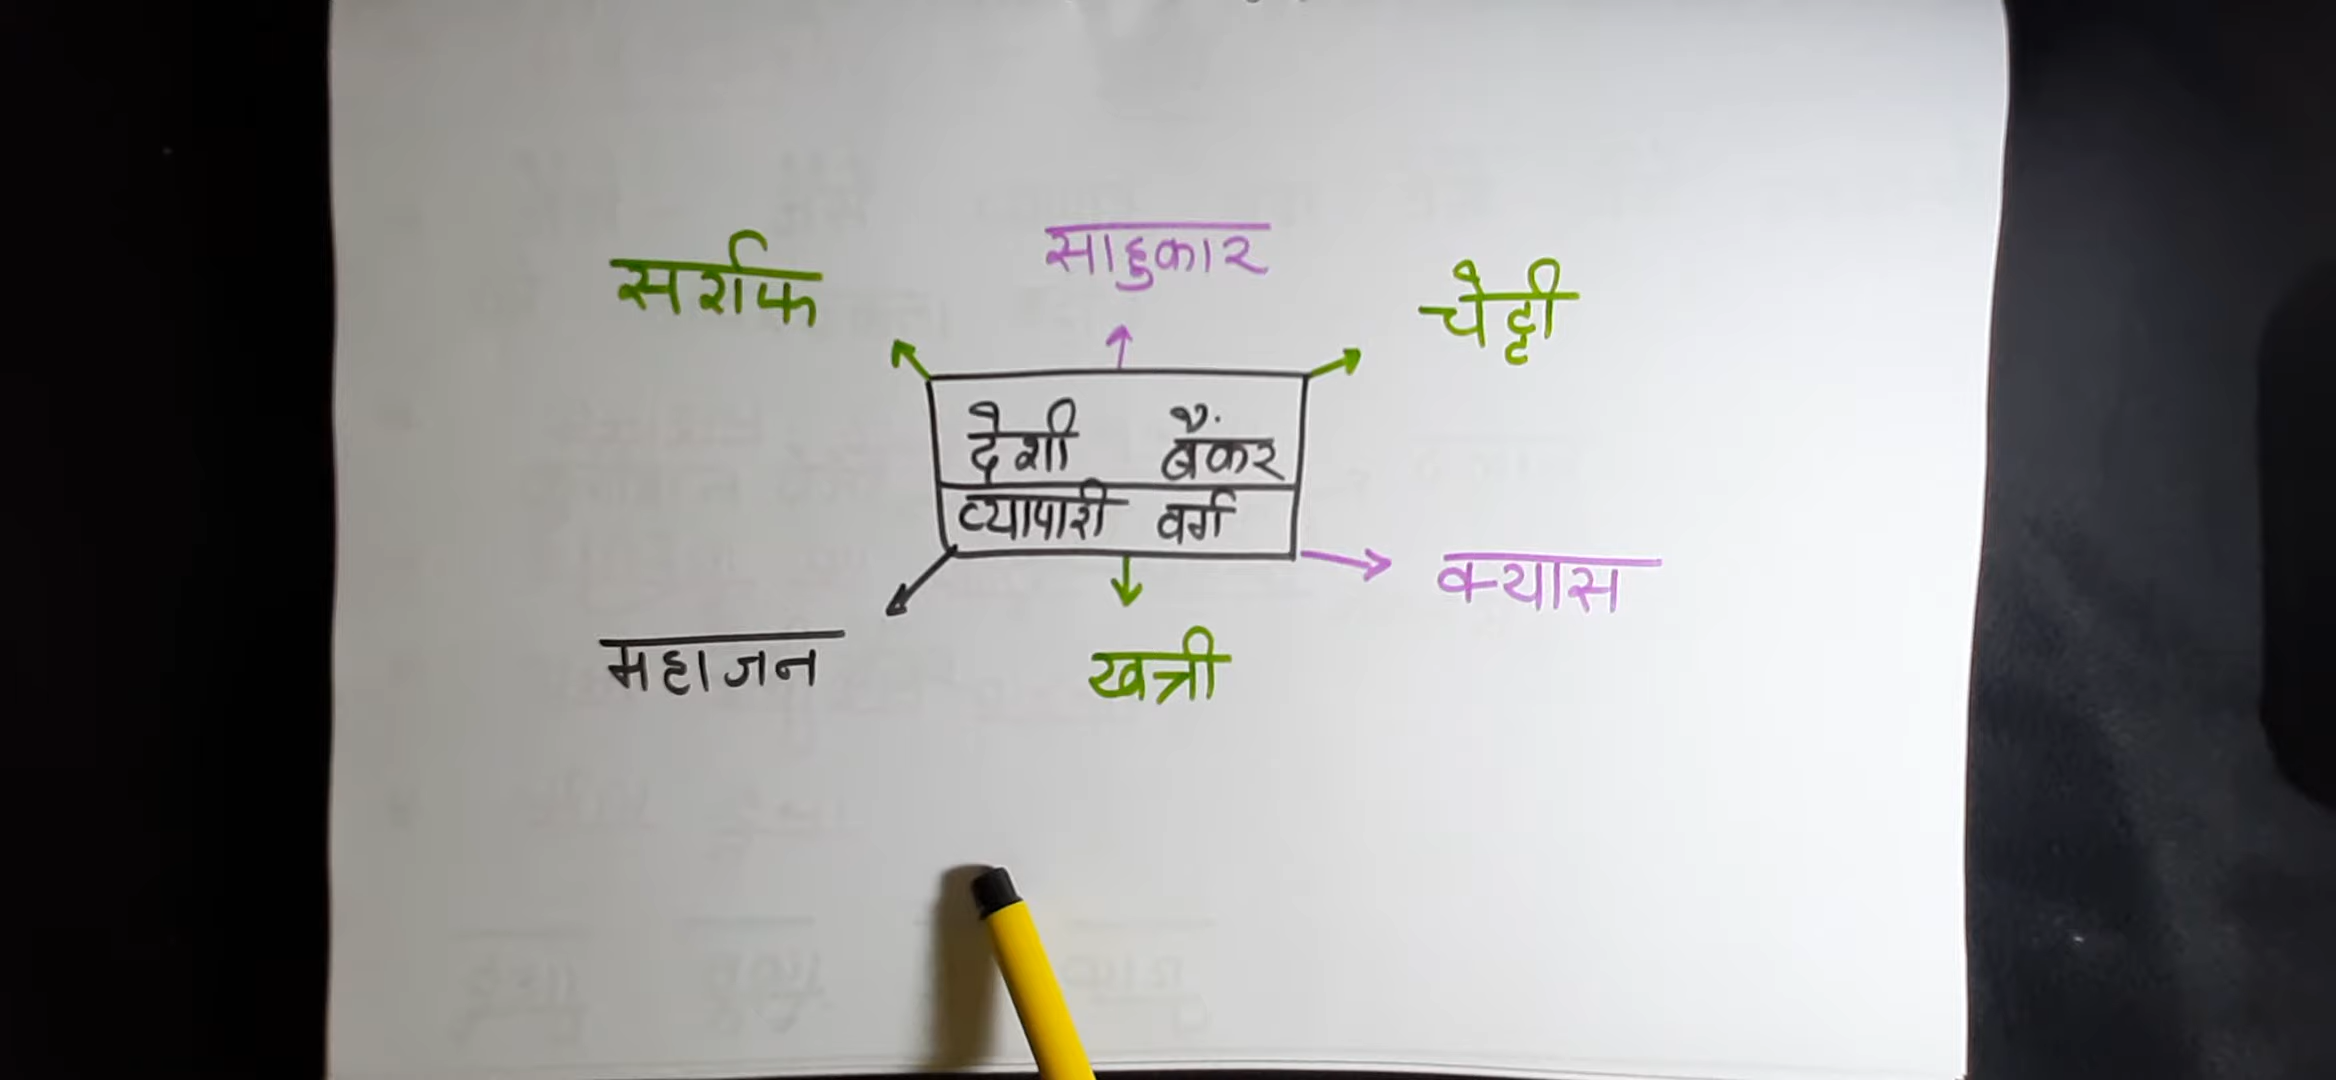 साहुकार
सर्राफ
चेट्टी
देशी बैंकर
व्यापारी वर्ग
क्यास
महाजन
खत्री